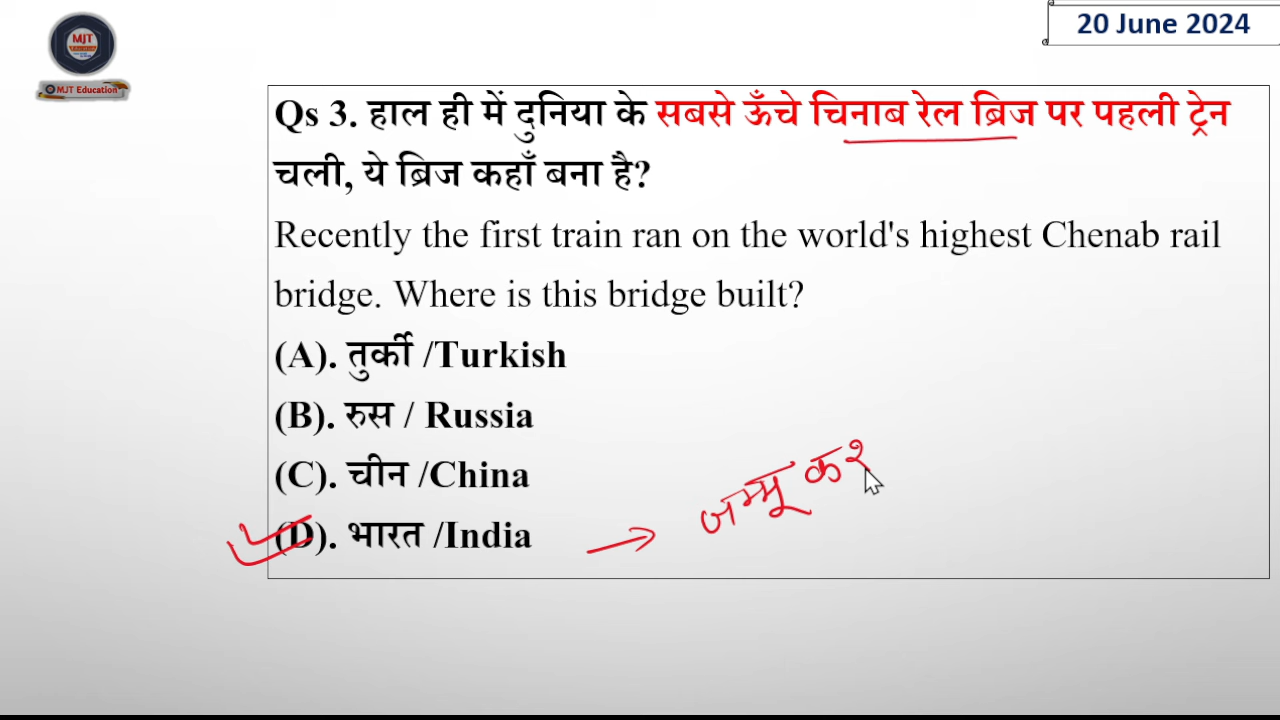 20 June 2024
MJT
MJT Education
Qs 3. हाल ही में दुनिया के सबसे ऊँचे चिनाब रेल ब्रिज पर पहली ट्रेन
चली, ये ब्रिज कहाँ बना है?
Recently the first train ran on the world's highest Chenab rail
bridge. Where is this bridge built?
(A). तुर्की /Turkish
(B). रुस / Russia
(C). चीन /China
(D). भारत /India
जम्मू